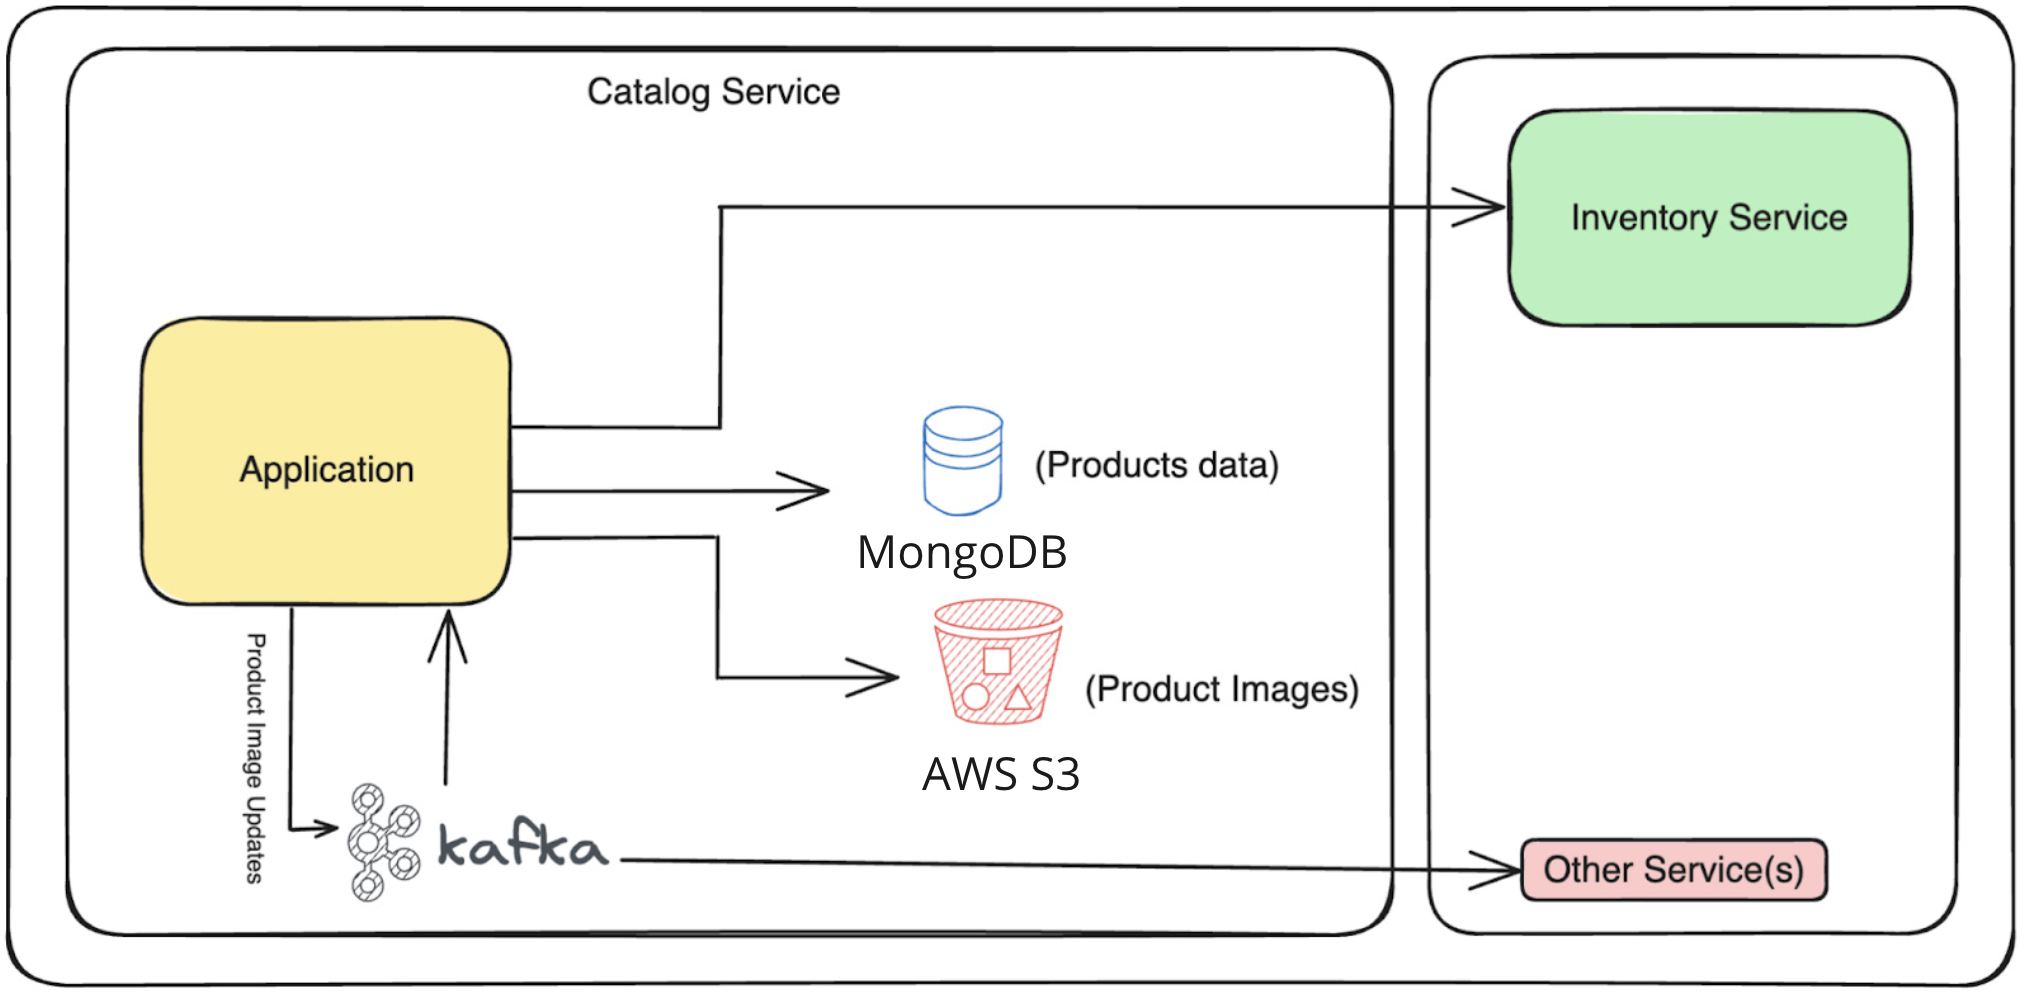 Catalog Service
Inventory Service
Application
(Products data)
MongoDB
Product Image Updates
(Product Images)
AWS S3
kafka
Other Service(s)